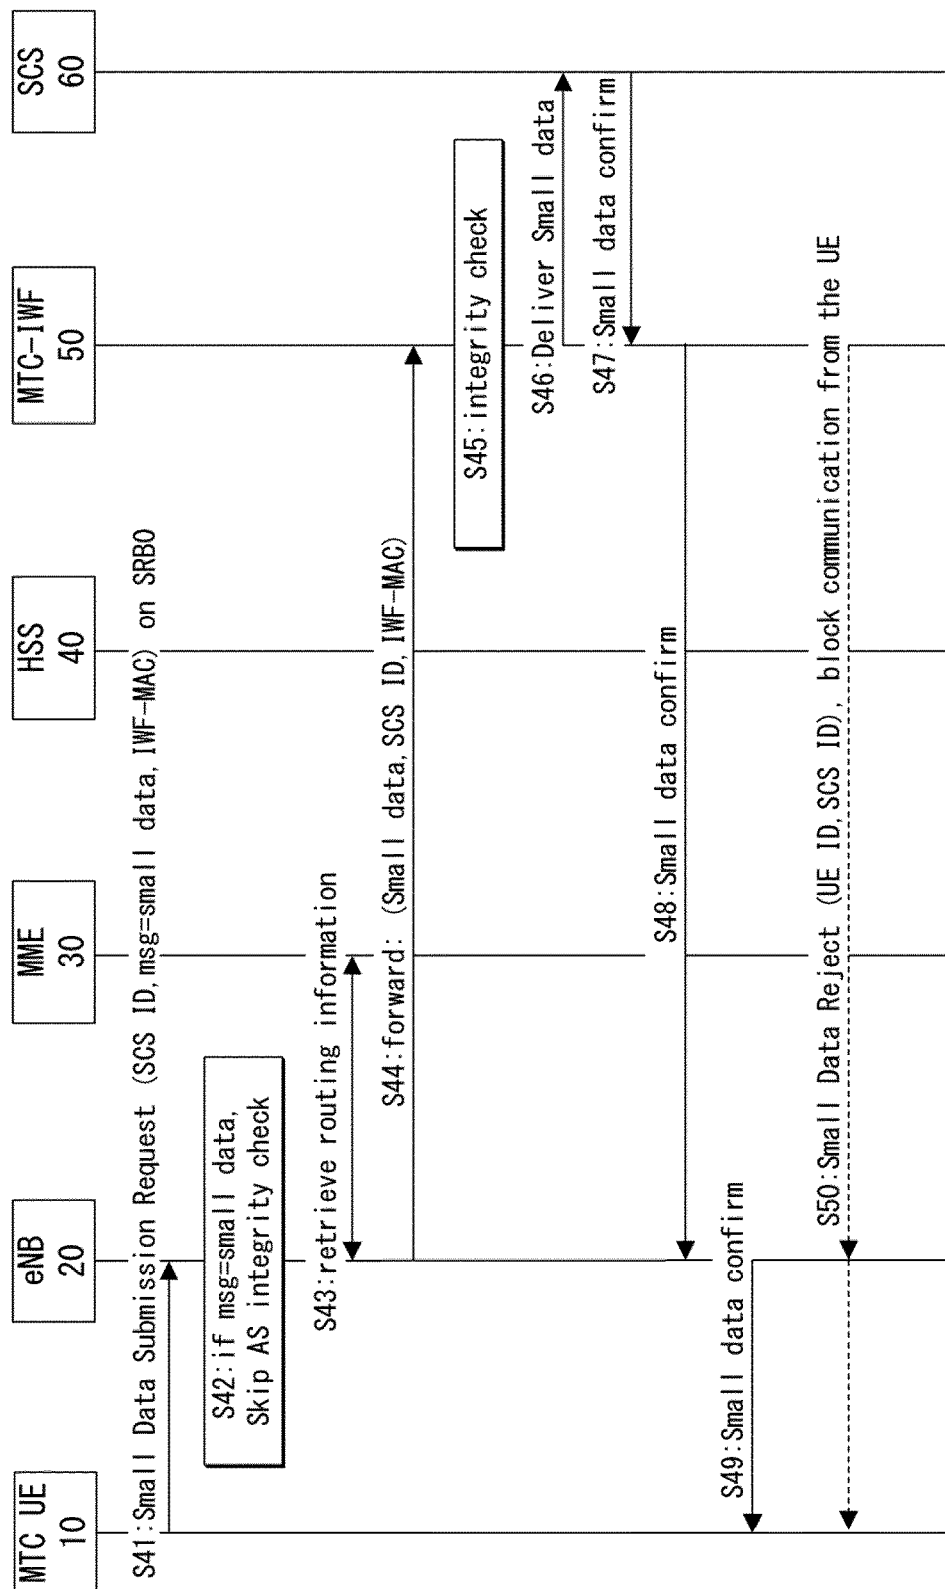 MTC UE
10
eNB
20
MME
30
HSS
40
MTC-IWF
50
SCS
60
S41:Small Data Submission Request (SCS ID, msg=small data, IWF-MAC) on SRB0
S42:if msg=small data,
Skip AS integrity check
S43:retrieve routing information
S44:forward: (Small data, SCS ID, IWF-MAC)
S45:integrity check
S46:Deliver Small data
S47:Small data confirm
S48:Small data confirm
S49:Small data confirm
S50:Small Data Reject (UE ID, SCS ID), block communication from the UE